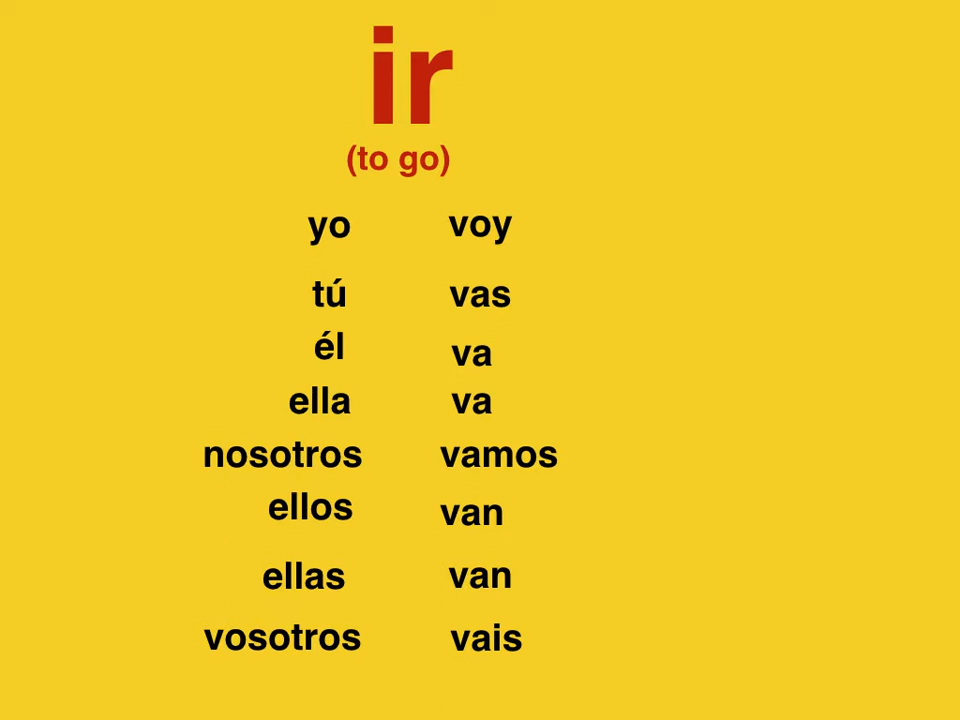 ir
(to go)
yo voy
tú vas
él va
ella va
nosotros vamos
ellos van
ellas van
vosotros vais